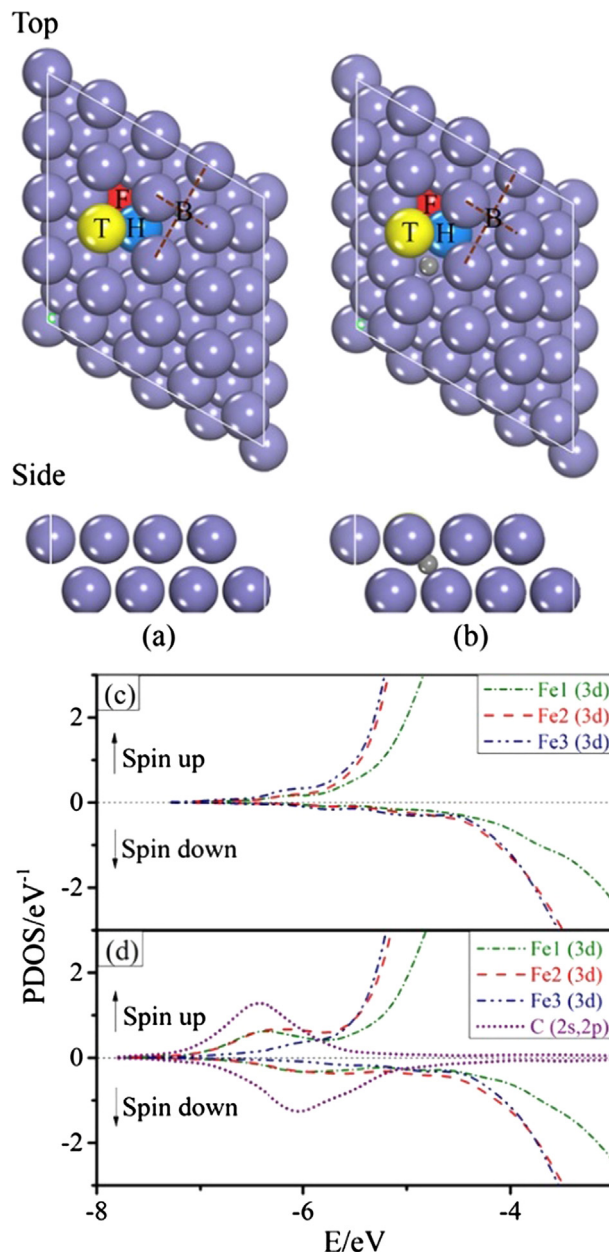 Top
F
T H B
F
T H B
Side
(a) (b)
(c)
Fe1 (3d)
Fe2 (3d)
Fe3 (3d)
2
Spin up
0
Spin down
-2
(d)
Fe1 (3d)
Fe2 (3d)
Fe3 (3d)
C (2s,2p)
2
Spin up
0
Spin down
-2
PDOS/eV⁻¹
-8 -6 -4
E/eV